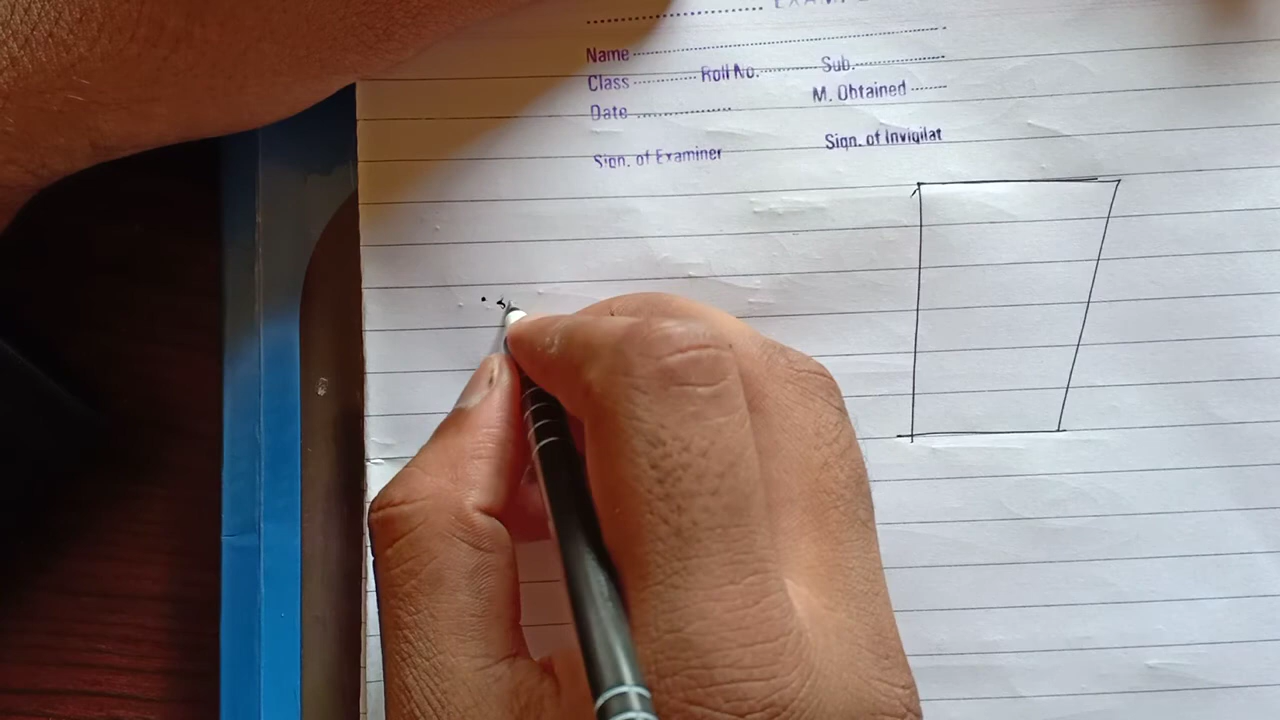 Name
Class Roll No. Sub.
Date M. Obtained
Sign. of Examiner Sign. of Invigilat